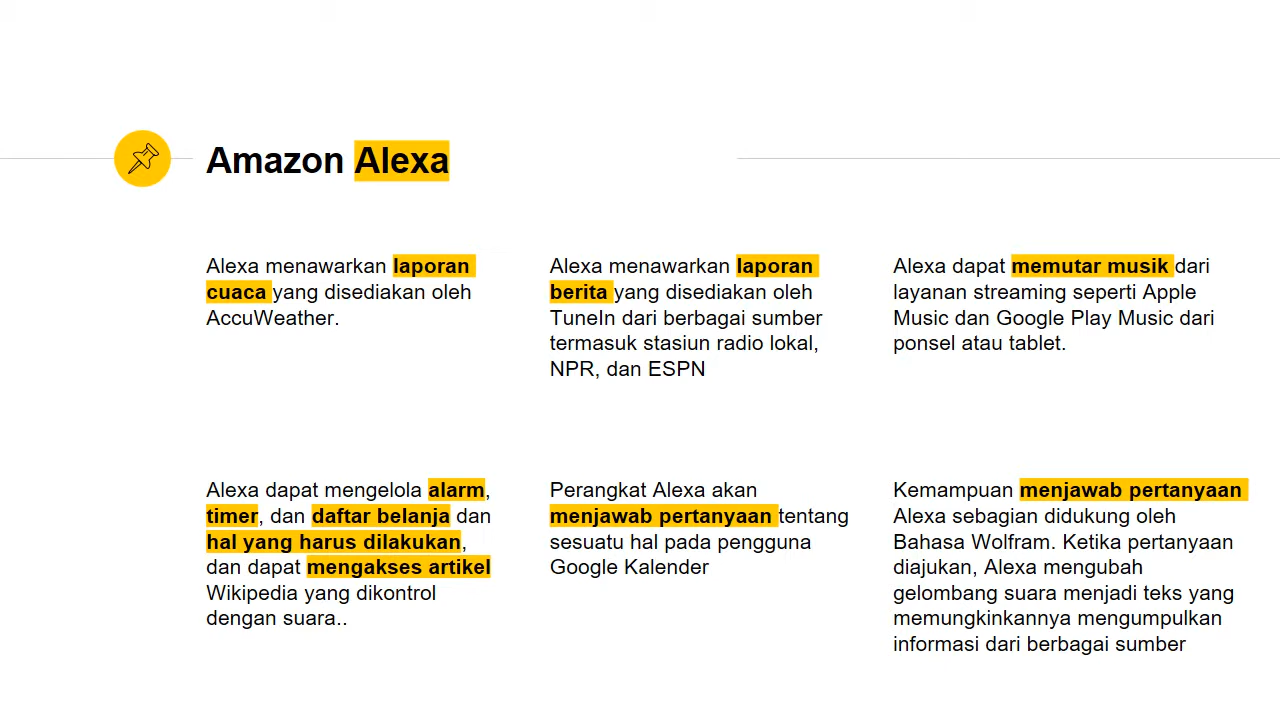 Amazon Alexa
Alexa menawarkan laporan
cuaca yang disediakan oleh
AccuWeather.
Alexa menawarkan laporan
berita yang disediakan oleh
TuneIn dari berbagai sumber
termasuk stasiun radio lokal,
NPR, dan ESPN
Alexa dapat memutar musik dari
layanan streaming seperti Apple
Music dan Google Play Music dari
ponsel atau tablet.
Alexa dapat mengelola alarm,
timer, dan daftar belanja dan
hal yang harus dilakukan,
dan dapat mengakses artikel
Wikipedia yang dikontrol
dengan suara..
Perangkat Alexa akan
menjawab pertanyaan tentang
sesuatu hal pada pengguna
Google Kalender
Kemampuan menjawab pertanyaan
Alexa sebagian didukung oleh
Bahasa Wolfram. Ketika pertanyaan
diajukan, Alexa mengubah
gelombang suara menjadi teks yang
memungkinkannya mengumpulkan
informasi dari berbagai sumber